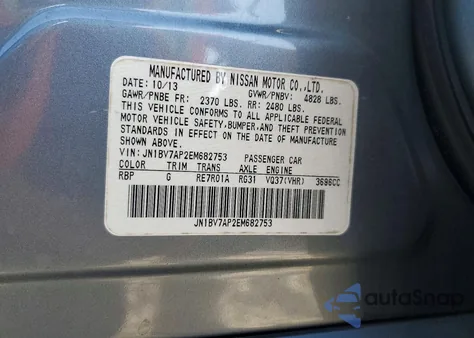 MANUFACTURED BY NISSAN MOTOR CO.,LTD.
DATE: 10/13 GVWR/PNBV: 4828 LBS.
GAWR/PNBE FR: 2370 LBS. RR: 2480 LBS.
THIS VEHICLE CONFORMS TO ALL APPLICABLE FEDERAL
MOTOR VEHICLE SAFETY,BUMPER,AND THEFT PREVENTION
STANDARDS IN EFFECT ON THE DATE OF MANUFACTURE
SHOWN ABOVE.
VIN: JN1BV7AP2EM682753 PASSENGER CAR
COLOR TRIM TRANS AXLE ENGINE
RBP G RE7R01A RG31 VQ37(VHR) 3696CC
JN1BV7AP2EM682753
autoSnap